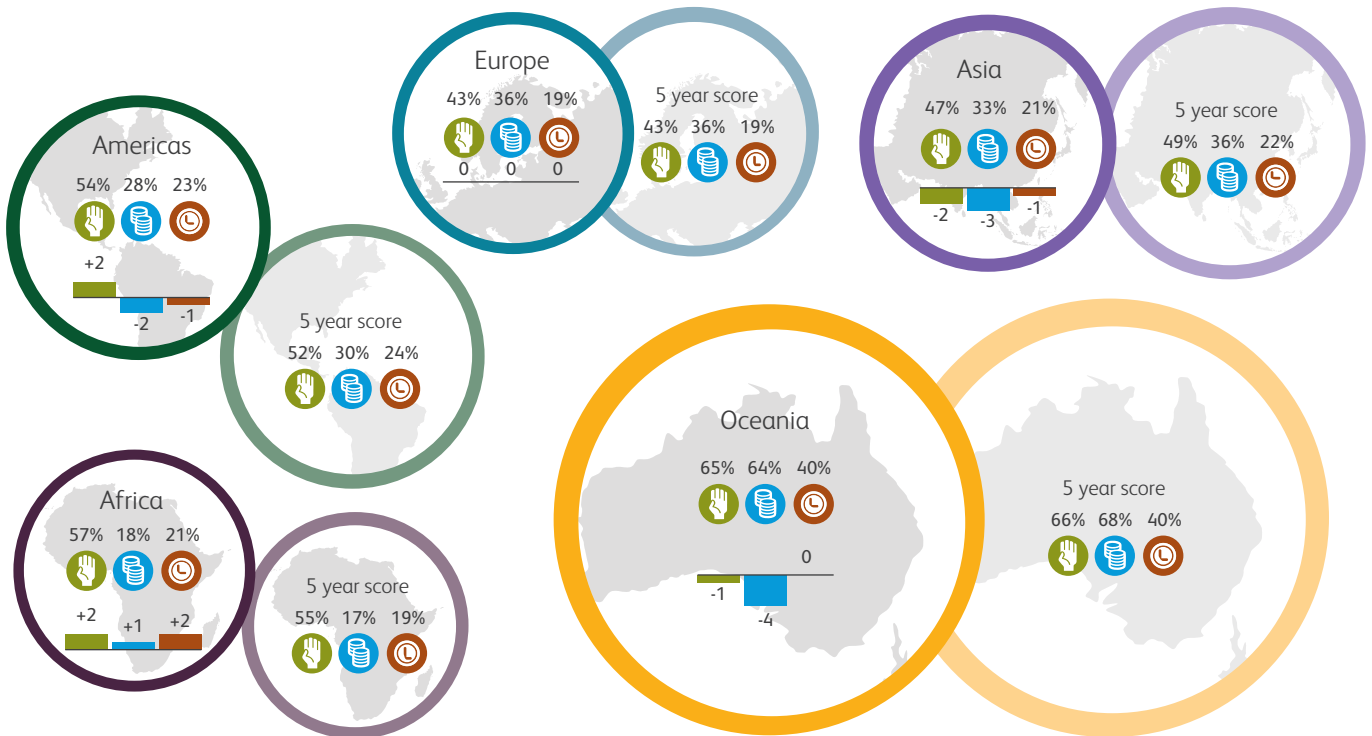 Europe
43% 36% 19%
0 0 0
5 year score
43% 36% 19%
Asia
47% 33% 21%
-2 -3 -1
5 year score
49% 36% 22%
Americas
54% 28% 23%
+2
-2 -1
5 year score
52% 30% 24%
Oceania
65% 64% 40%
0
-1
-4
5 year score
66% 68% 40%
Africa
57% 18% 21%
+2 +1 +2
5 year score
55% 17% 19%